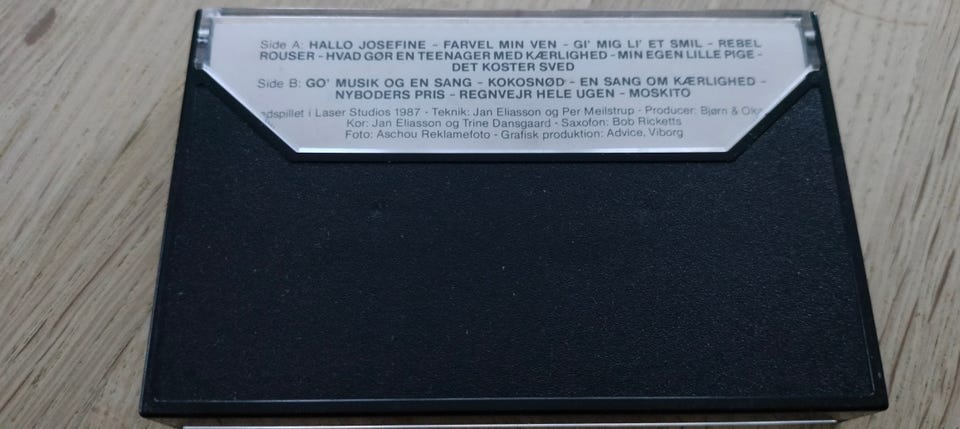 Side A: HALLO JOSEFINE - FARVEL MIN VEN - GI' MIG LI' ET SMIL - REBEL
ROUSER - HVAD GØR EN TEENAGER MED KÆRLIGHED - MIN EGEN LILLE PIGE -
DET KOSTER SVED
Side B: GO' MUSIK OG EN SANG - KOKOSNØD - EN SANG OM KÆRLIGHED -
NYBODERS PRIS - REGNVEJR HELE UGEN - MOSKITO
i Laser Studios 1987 - Teknik: Jan Eliasson og Per Meilstrup - Producer: Bjørn &
Kor: Jan Eliasson og Trine Dansgaard - Saxofon: Bob Ricketts
Foto: Aschou Reklamefoto - Grafisk produktion: Advice, Viborg